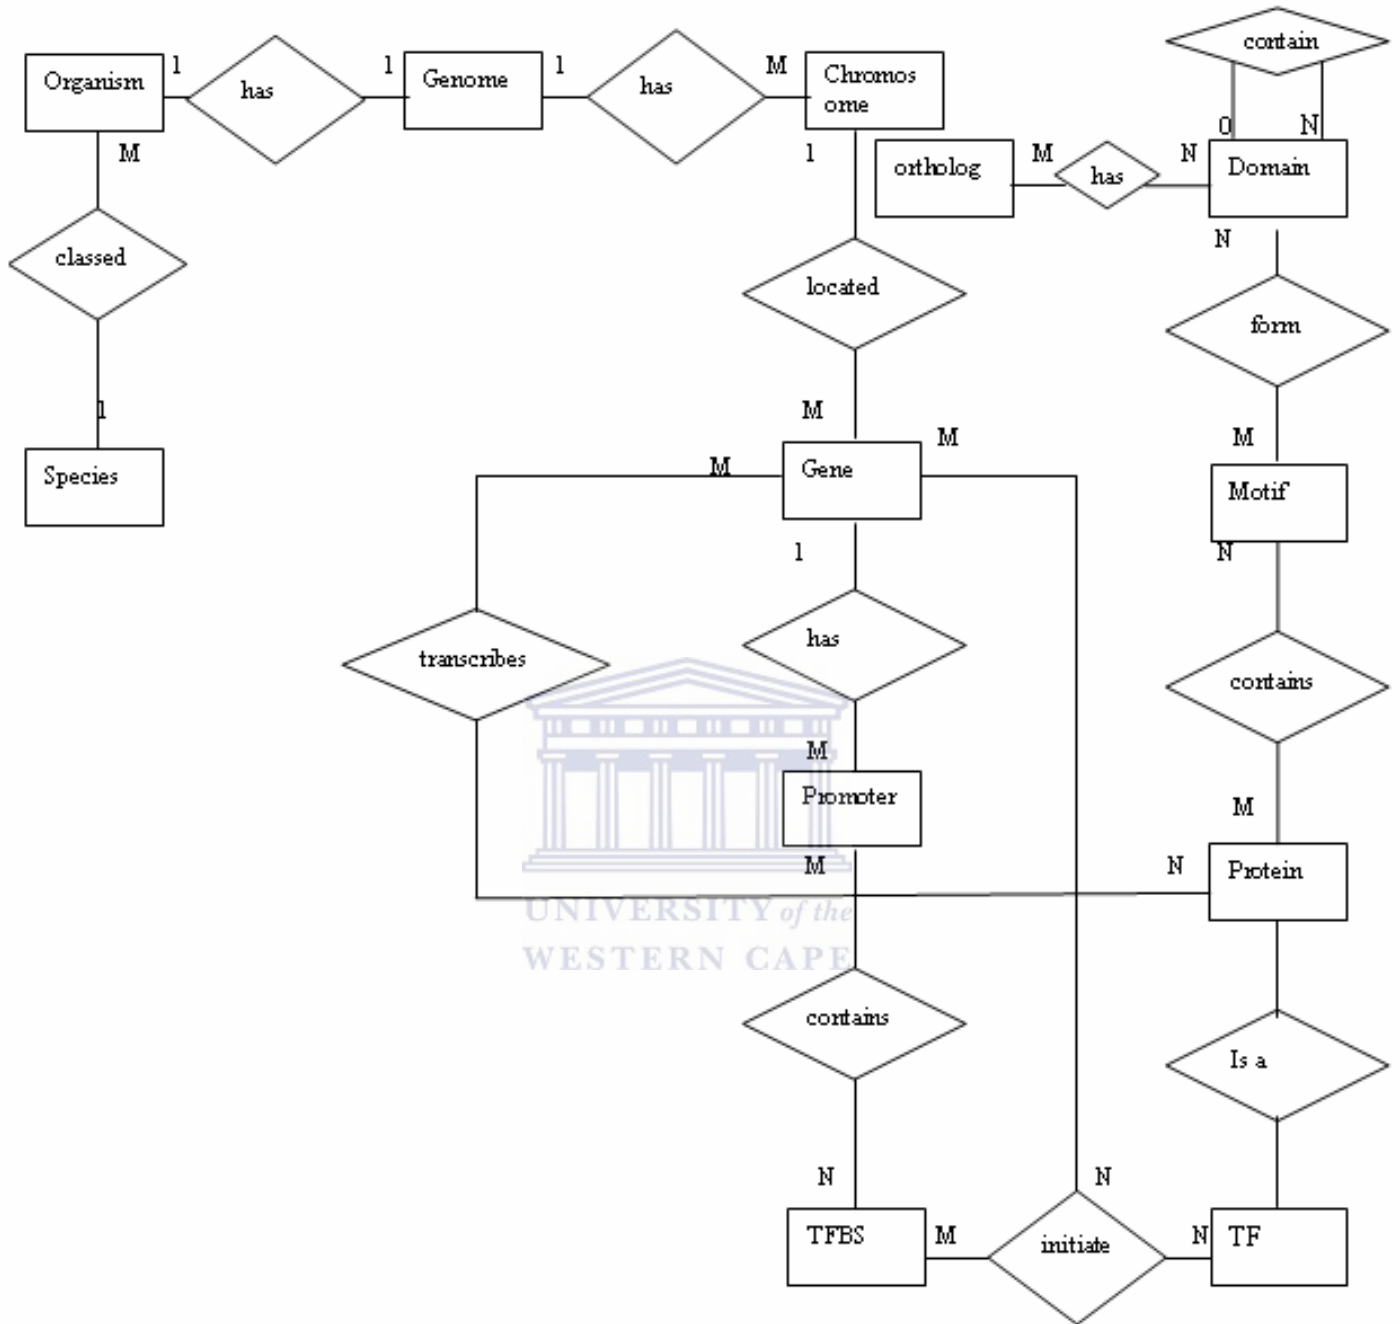 contain
Organism 1 has 1 Genome 1 has M Chromos
ome
0 N
M 1 ortholog M has N Domain
classed N
located
form
1 M M M
Species M Gene Motif
1 N
has
transcribes contains
M
Promoter M
M N Protein
UNIVERSITY of the
WESTERN CAPE
contains
Is a
N N
TFBS M initiate N TF